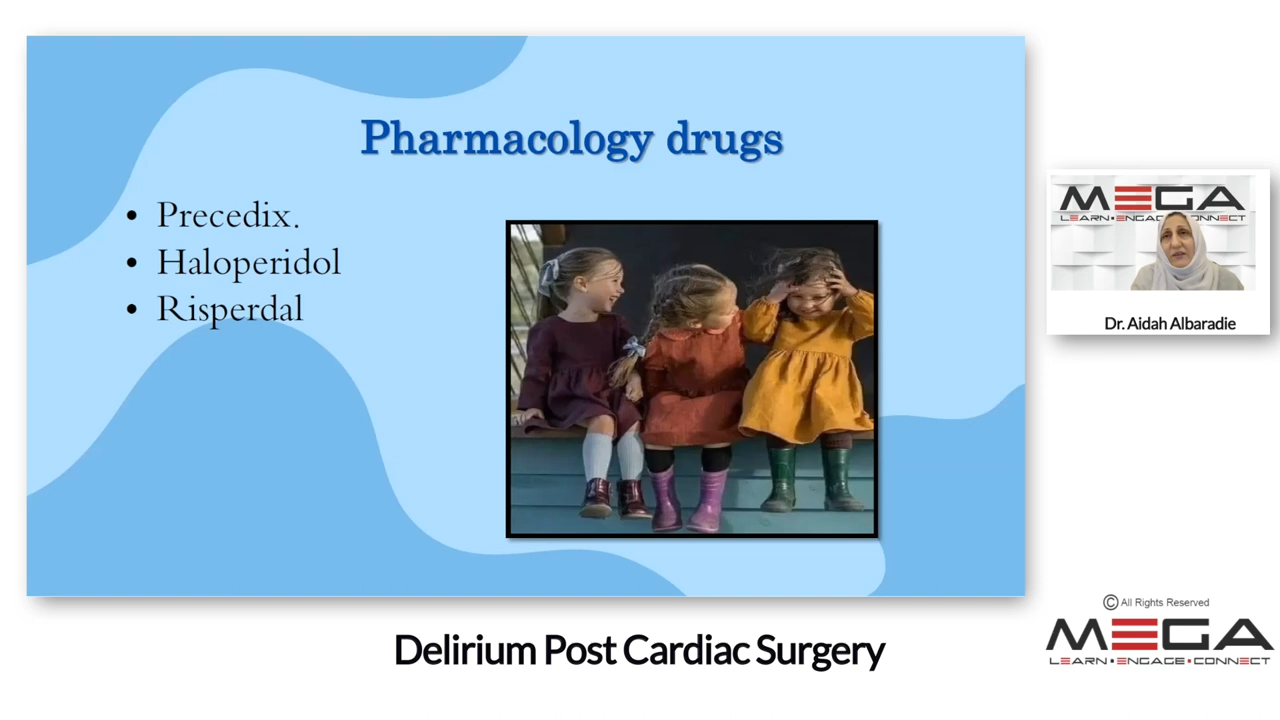 Pharmacology drugs
• Precedix.
• Haloperidol
• Risperdal
MEGA
LEARN•ENGAGE•CONNECT
Dr. Aidah Albaradie
© All Rights Reserved
MEGA
LEARN•ENGAGE•CONNECT
Delirium Post Cardiac Surgery